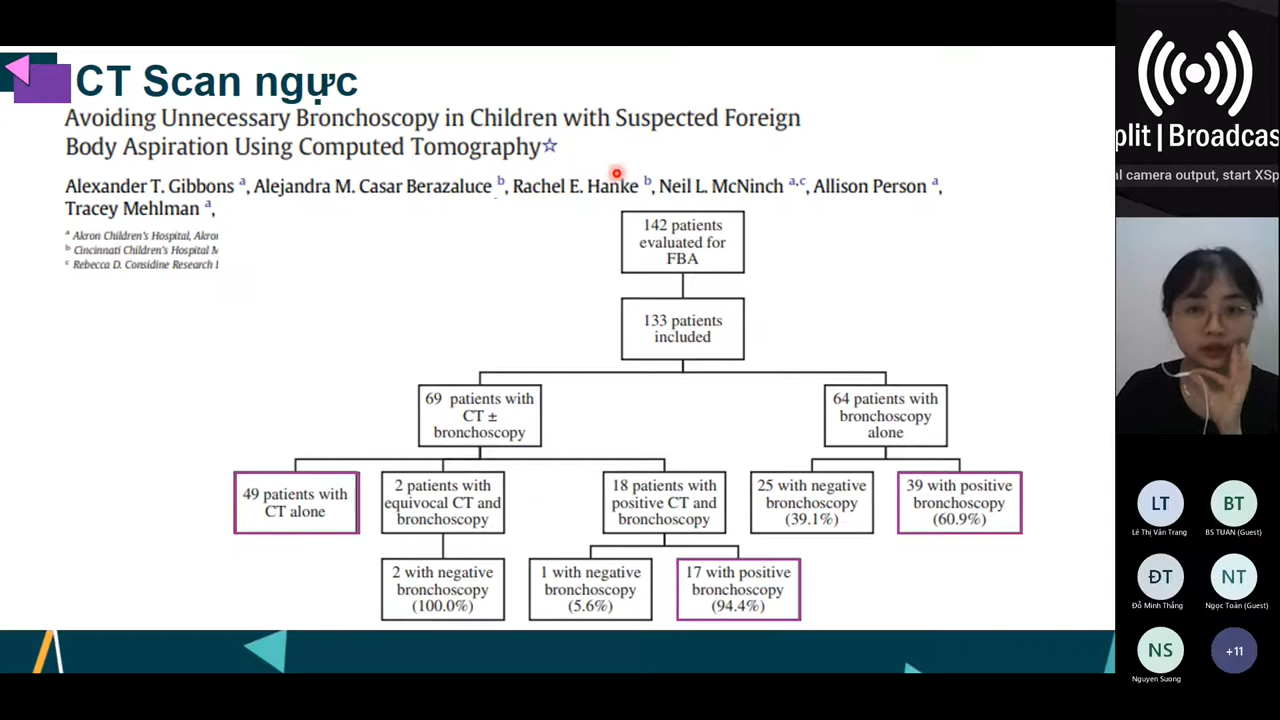 CT Scan ngực
Avoiding Unnecessary Bronchoscopy in Children with Suspected Foreign
Body Aspiration Using Computed Tomography☆
Alexander T. Gibbons a, Alejandra M. Casar Berazaluce b, Rachel E. Hanke b, Neil L. McNinch a,c, Allison Person a,
Tracey Mehlman a,
a Akron Children's Hospital, Akron
b Cincinnati Children's Hospital M
c Rebecca D. Considine Research I
142 patients
evaluated for
FBA
133 patients
included
69 patients with
CT ±
bronchoscopy
64 patients with
bronchoscopy
alone
49 patients with
CT alone
2 patients with
equivocal CT and
bronchoscopy
18 patients with
positive CT and
bronchoscopy
25 with negative
bronchoscopy
(39.1%)
39 with positive
bronchoscopy
(60.9%)
2 with negative
bronchoscopy
(100.0%)
1 with negative
bronchoscopy
(5.6%)
17 with positive
bronchoscopy
(94.4%)
plit | Broadcas
l camera output, start XSp
LT
Lê Thị Vân Trang
BT
BS TUAN (Guest)
ĐT
Đỗ Minh Thắng
NT
Ngọc Toàn (Guest)
NS
Nguyen Suong
+11